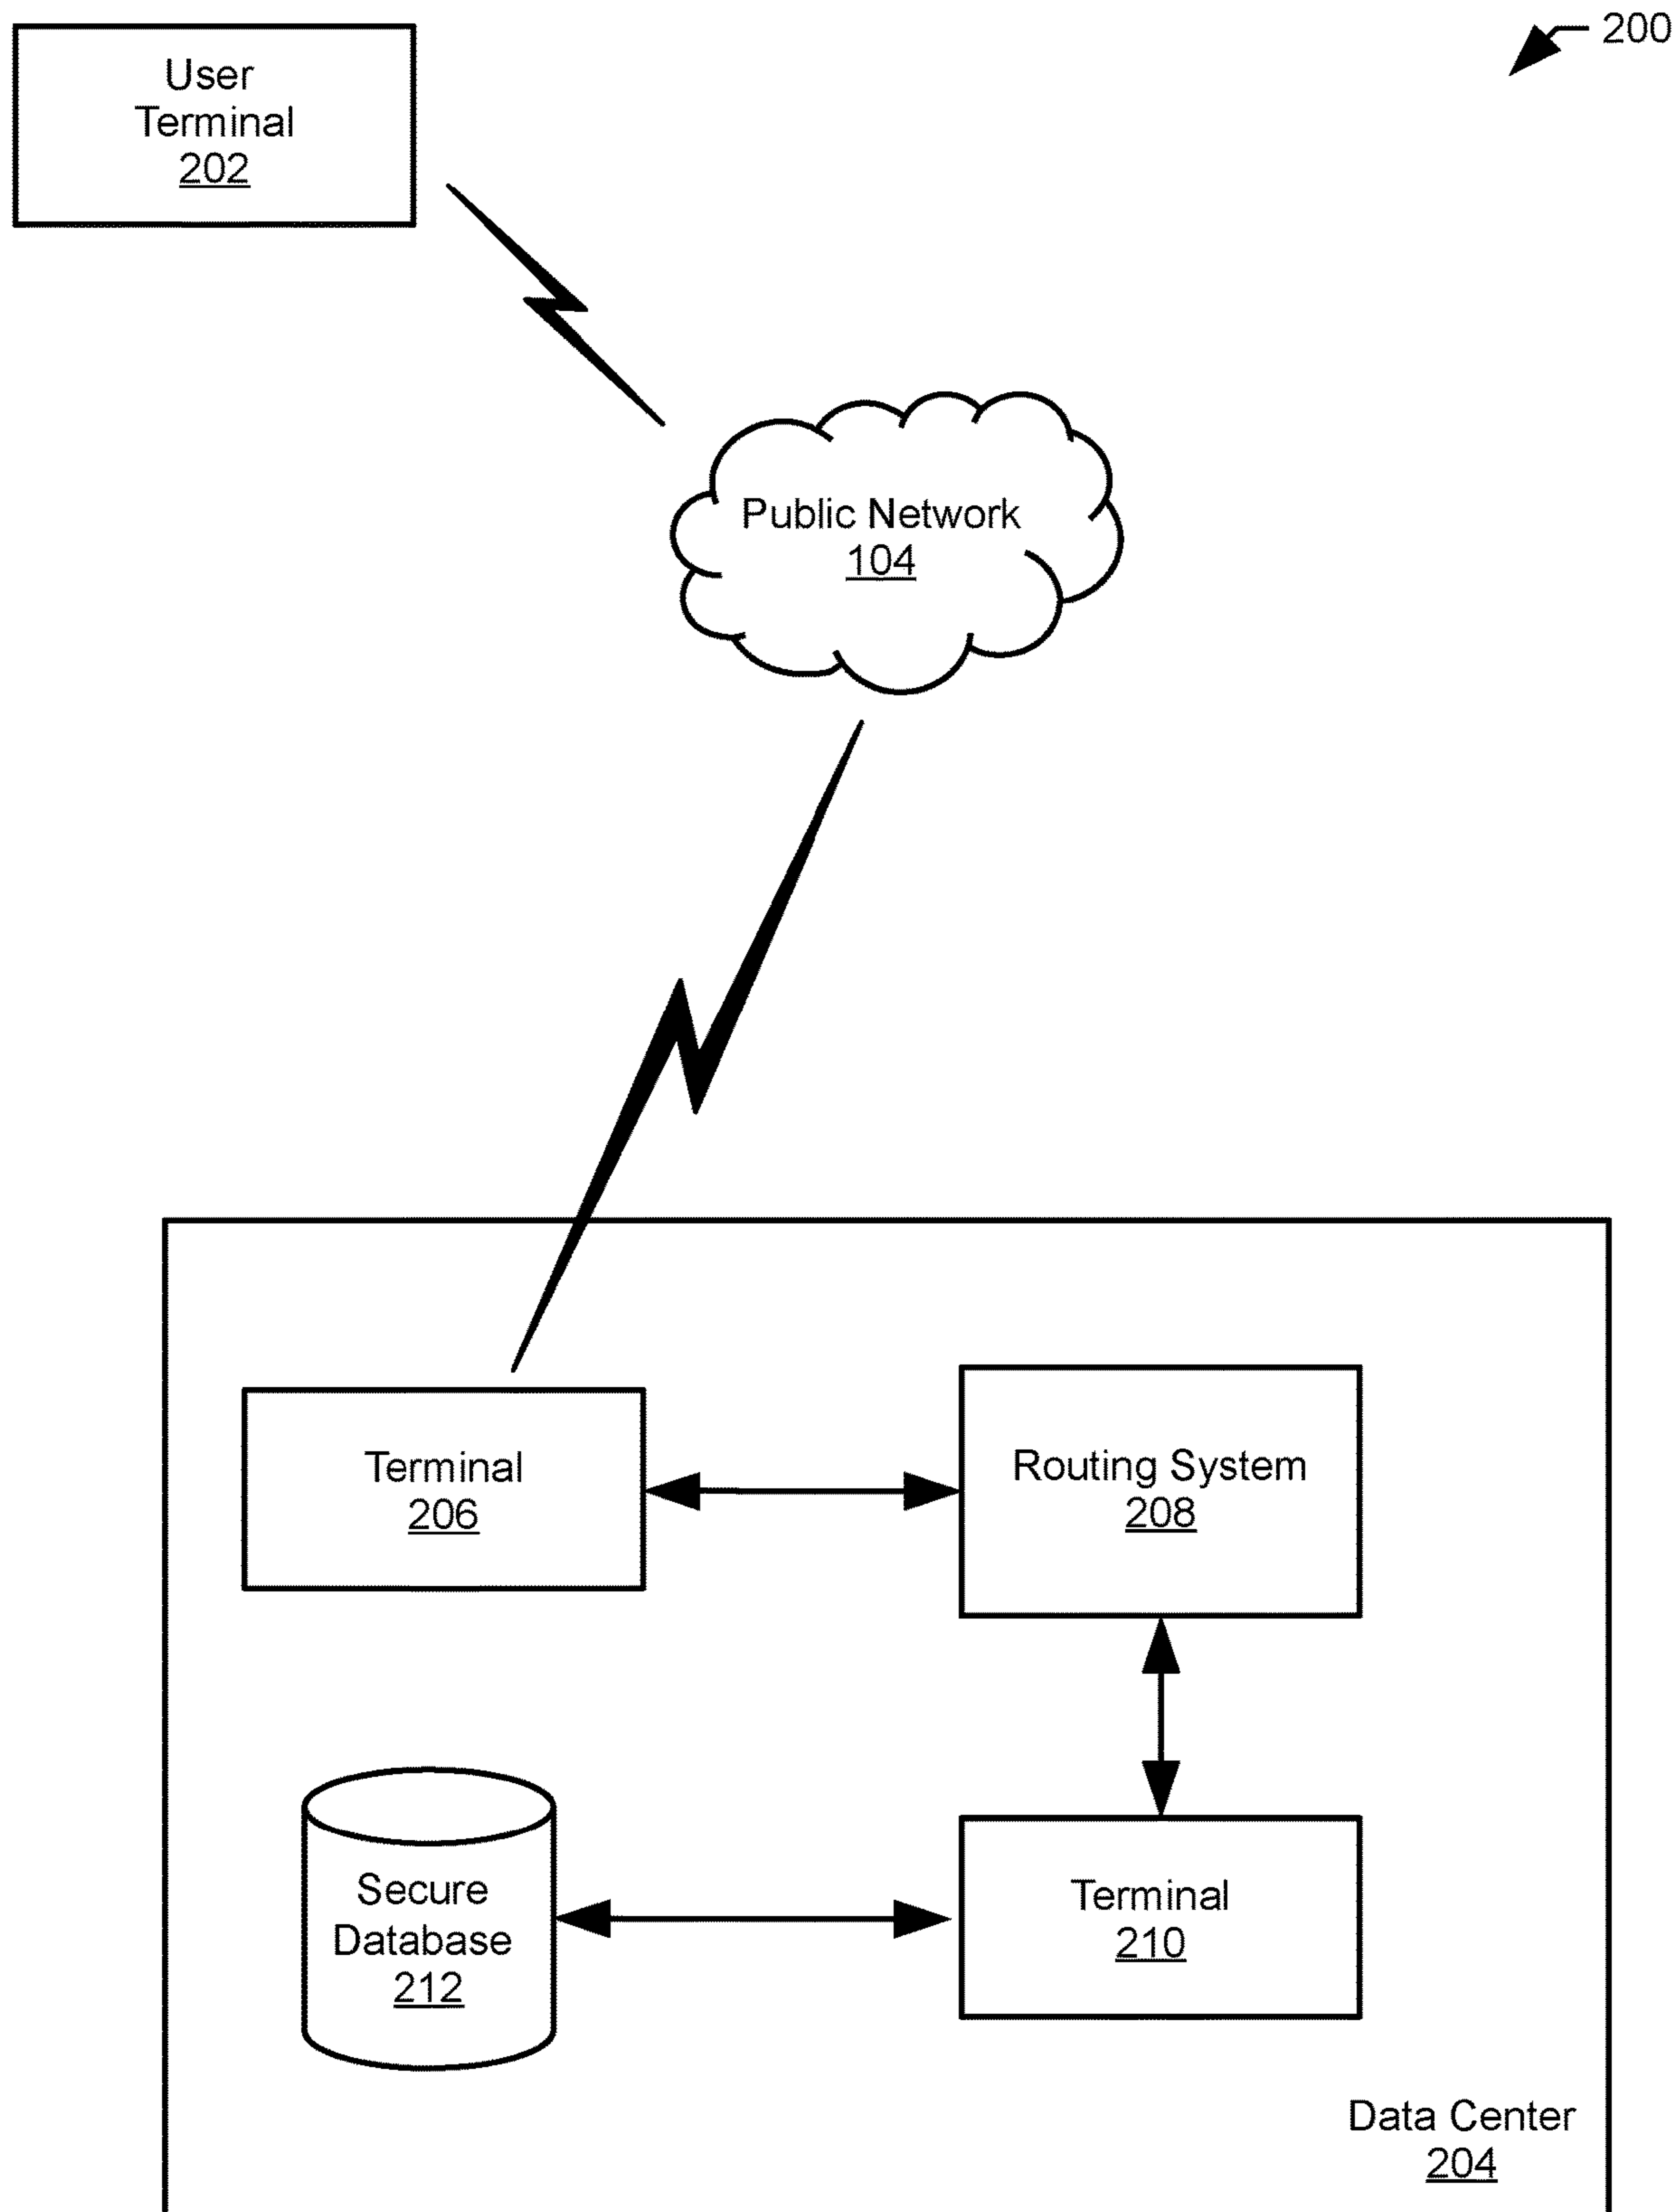 200
User
Terminal
202
Public Network
104
Terminal
206
Routing System
208
Secure
Database
212
Terminal
210
Data Center
204